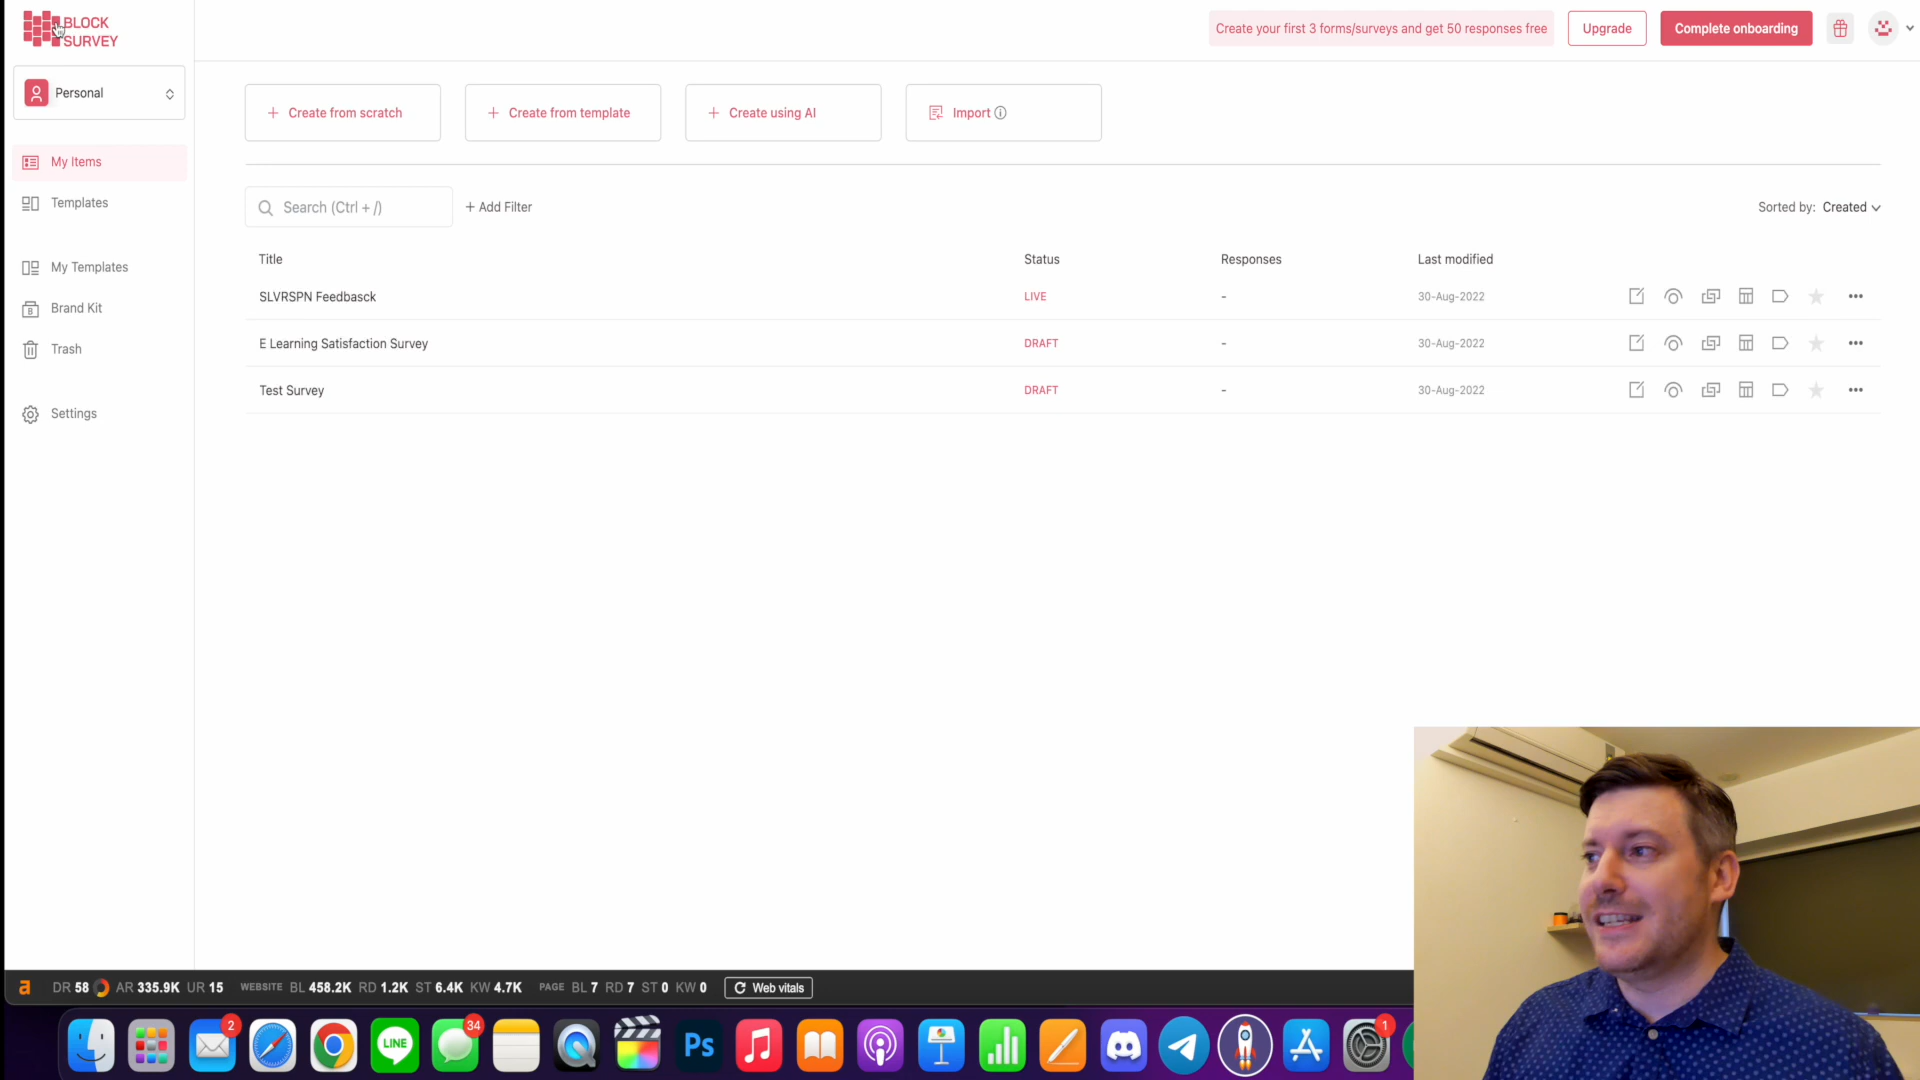 BLOCK
SURVEY
Create your first 3 forms/surveys and get 50 responses free
Upgrade
Complete onboarding
Personal
Create from scratch
Create from template
Create using AI
Import
My Items
Templates
My Templates
Brand Kit
Trash
Settings
Search (Ctrl + /)
+ Add Filter
Sorted by: Created
Title Status Responses Last modified
SLVRSPN Feedbasck LIVE - 30-Aug-2022
E Learning Satisfaction Survey DRAFT - 30-Aug-2022
Test Survey DRAFT - 30-Aug-2022
a DR 58 AR 335.9K UR 15 WEBSITE BL 458.2K RD 1.2K ST 6.4K KW 4.7K PAGE BL 7 RD 7 ST 0 KW 0 Web vitals
2 34 1
LINE Ps